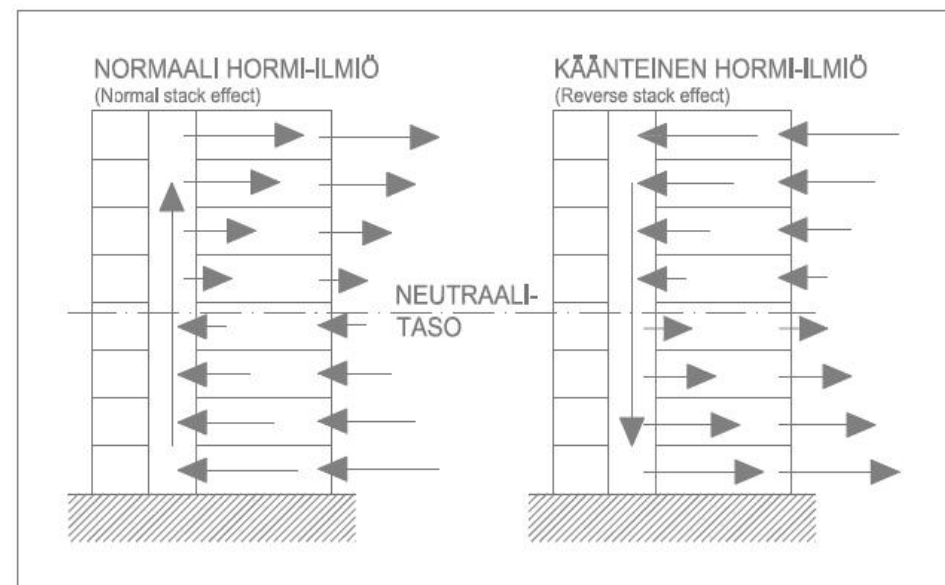 NORMAALI HORMI-ILMIÖ
(Normal stack effect)
KÄÄNTEINEN HORMI-ILMIÖ
(Reverse stack effect)
NEUTRAALI-
TASO